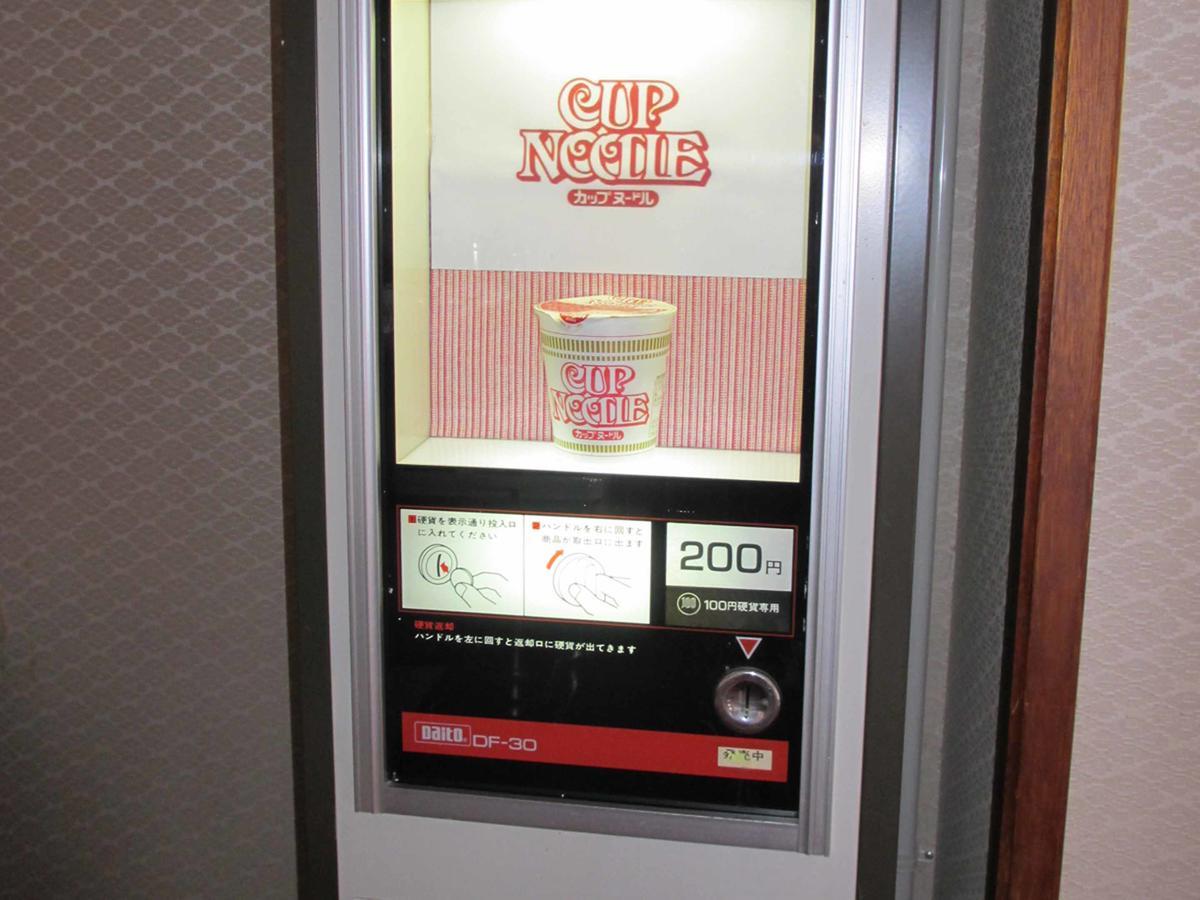 CUP
NOODLE
カップヌードル
CUP
NOODLE
カップヌードル
1硬貨を表示通り投入口
に入れてください
2ハンドルを右に回すと
商品が取出口に出ます
200円
100 100円硬貨専用
硬貨返却
ハンドルを左に回すと返却口に硬貨が出てきます
Daito DF-30
発売中